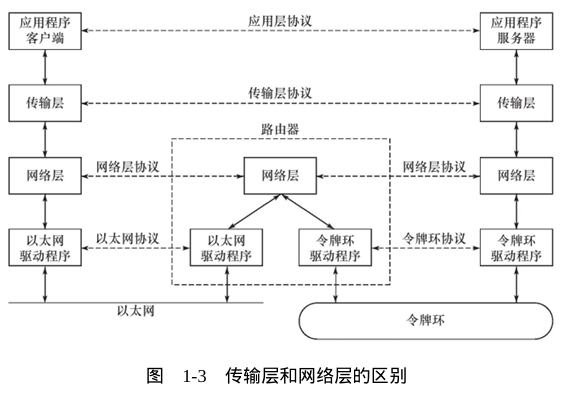 应用程序
客户端
应用层协议
应用程序
服务器
传输层
传输层协议
传输层
路由器
网络层
网络层协议
网络层
网络层协议
网络层
以太网
驱动程序
以太网协议
以太网
驱动程序
令牌环
驱动程序
令牌环协议
令牌环
驱动程序
以太网
令牌环
图 1-3 传输层和网络层的区别